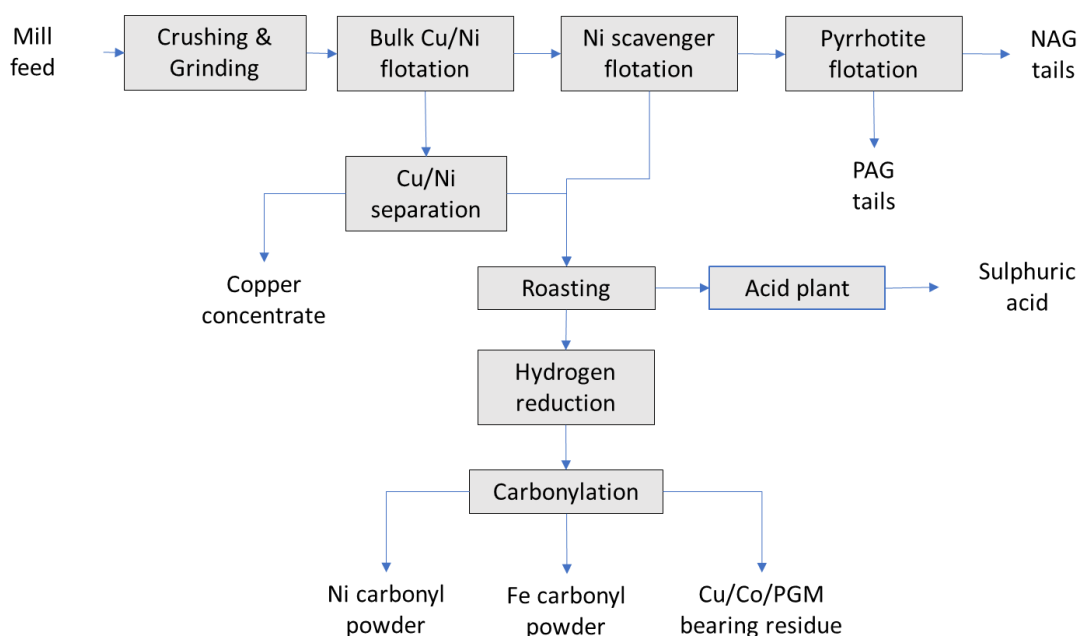 Mill
feed
Crushing &
Grinding
Bulk Cu/Ni
flotation
Ni scavenger
flotation
Pyrrhotite
flotation
NAG
tails
Cu/Ni
separation
PAG
tails
Copper
concentrate
Roasting
Acid plant
Sulphuric
acid
Hydrogen
reduction
Carbonylation
Ni carbonyl
powder
Fe carbonyl
powder
Cu/Co/PGM
bearing residue